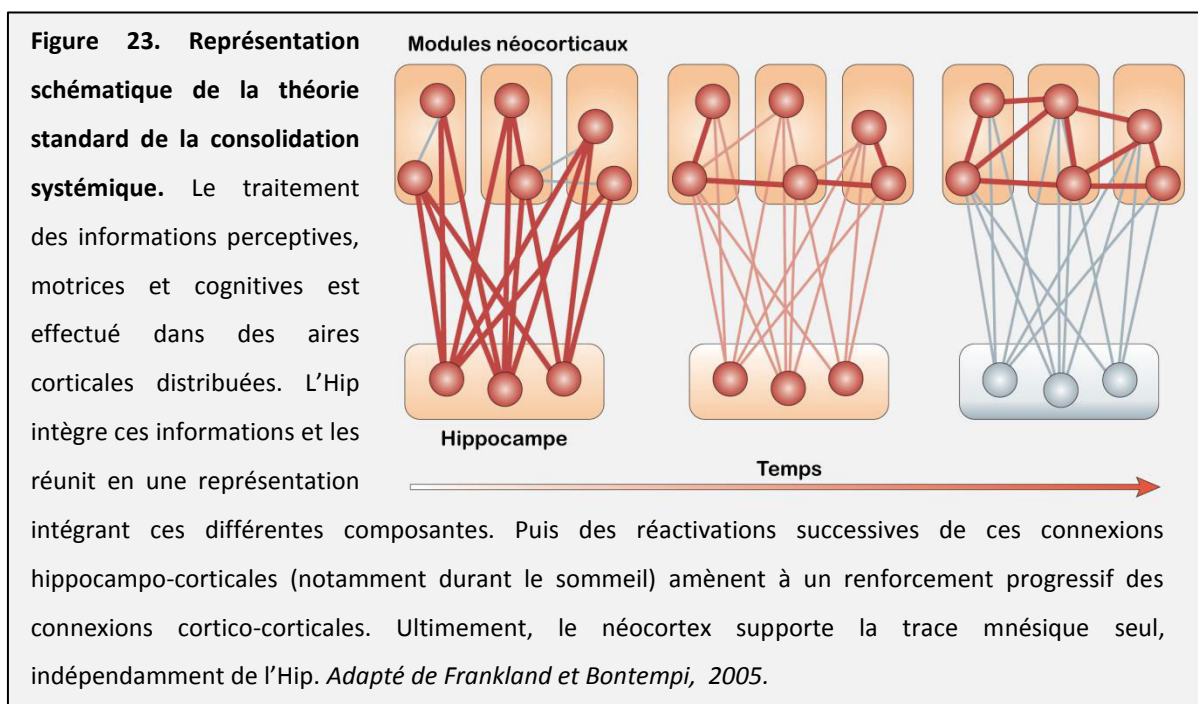 Figure 23. Représentation
schématique de la théorie
standard de la consolidation
systémique. Le traitement
des informations perceptives,
motrices et cognitives est
effectué dans des aires
corticales distribuées. L’Hip
intègre ces informations et les
réunit en une représentation
Modules néocorticaux
Hippocampe
Temps
intégrant ces différentes composantes. Puis des réactivations successives de ces connexions
hippocampo-corticales (notamment durant le sommeil) amènent à un renforcement progressif des
connexions cortico-corticales. Ultimement, le néocortex supporte la trace mnésique seul,
indépendamment de l’Hip. Adapté de Frankland et Bontempi, 2005.